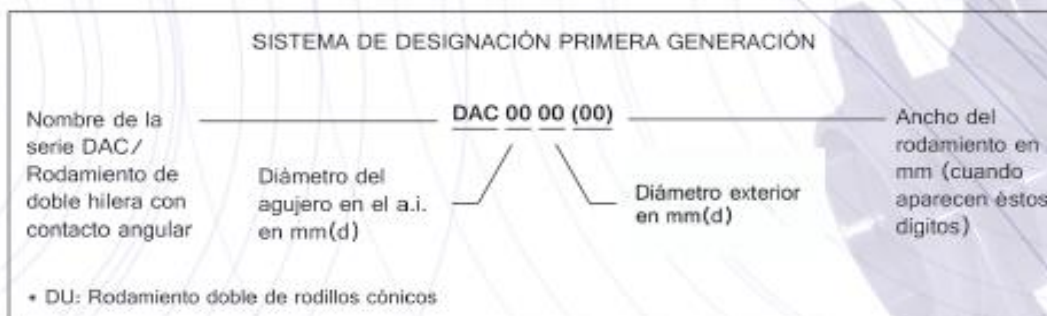 SISTEMA DE DESIGNACIÓN PRIMERA GENERACIÓN
DAC 00 00 (00)
Nombre de la
serie DAC/
Rodamiento de
doble hilera con
contacto angular
Diámetro del
agujero en el a.i.
en mm(d)
Diámetro exterior
en mm(d)
Ancho del
rodamiento en
mm (cuando
aparecen éstos
dígitos)
* DU: Rodamiento doble de rodillos cónicos